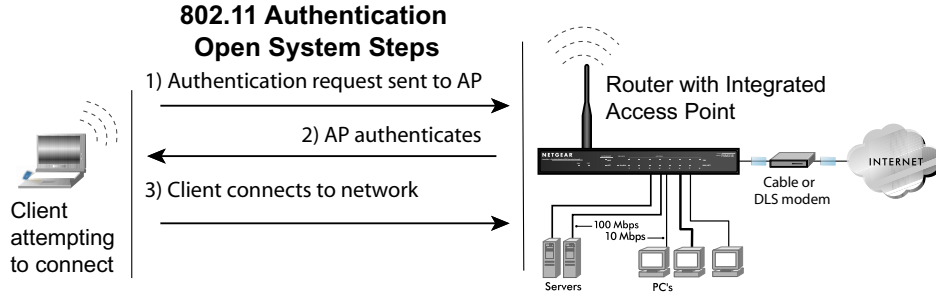 802.11 Authentication
Open System Steps
1) Authentication request sent to AP
2) AP authenticates
3) Client connects to network
Client
attempting
to connect
Router with Integrated
Access Point
NETGEAR
INTERNET
Cable or
DLS modem
100 Mbps
10 Mbps
Servers
PC's